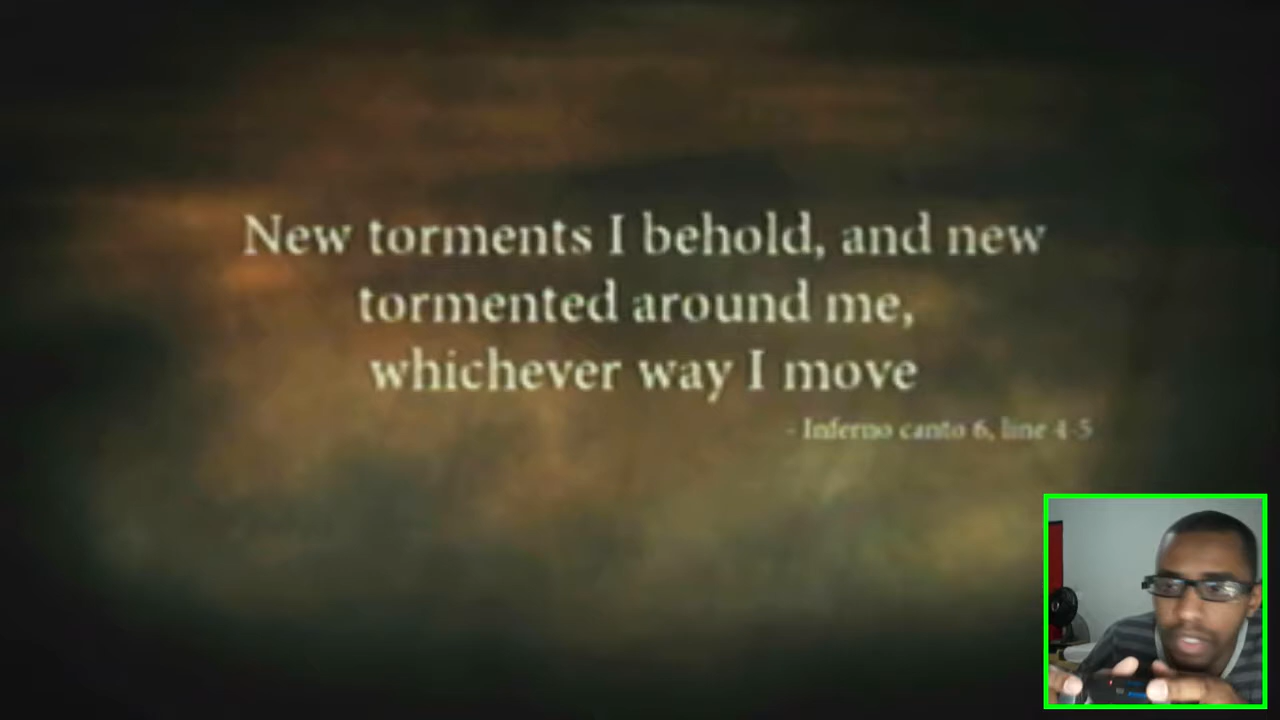 New torments I behold, and new
tormented around me,
whichever way I move
- Inferno canto 6, line 4-5